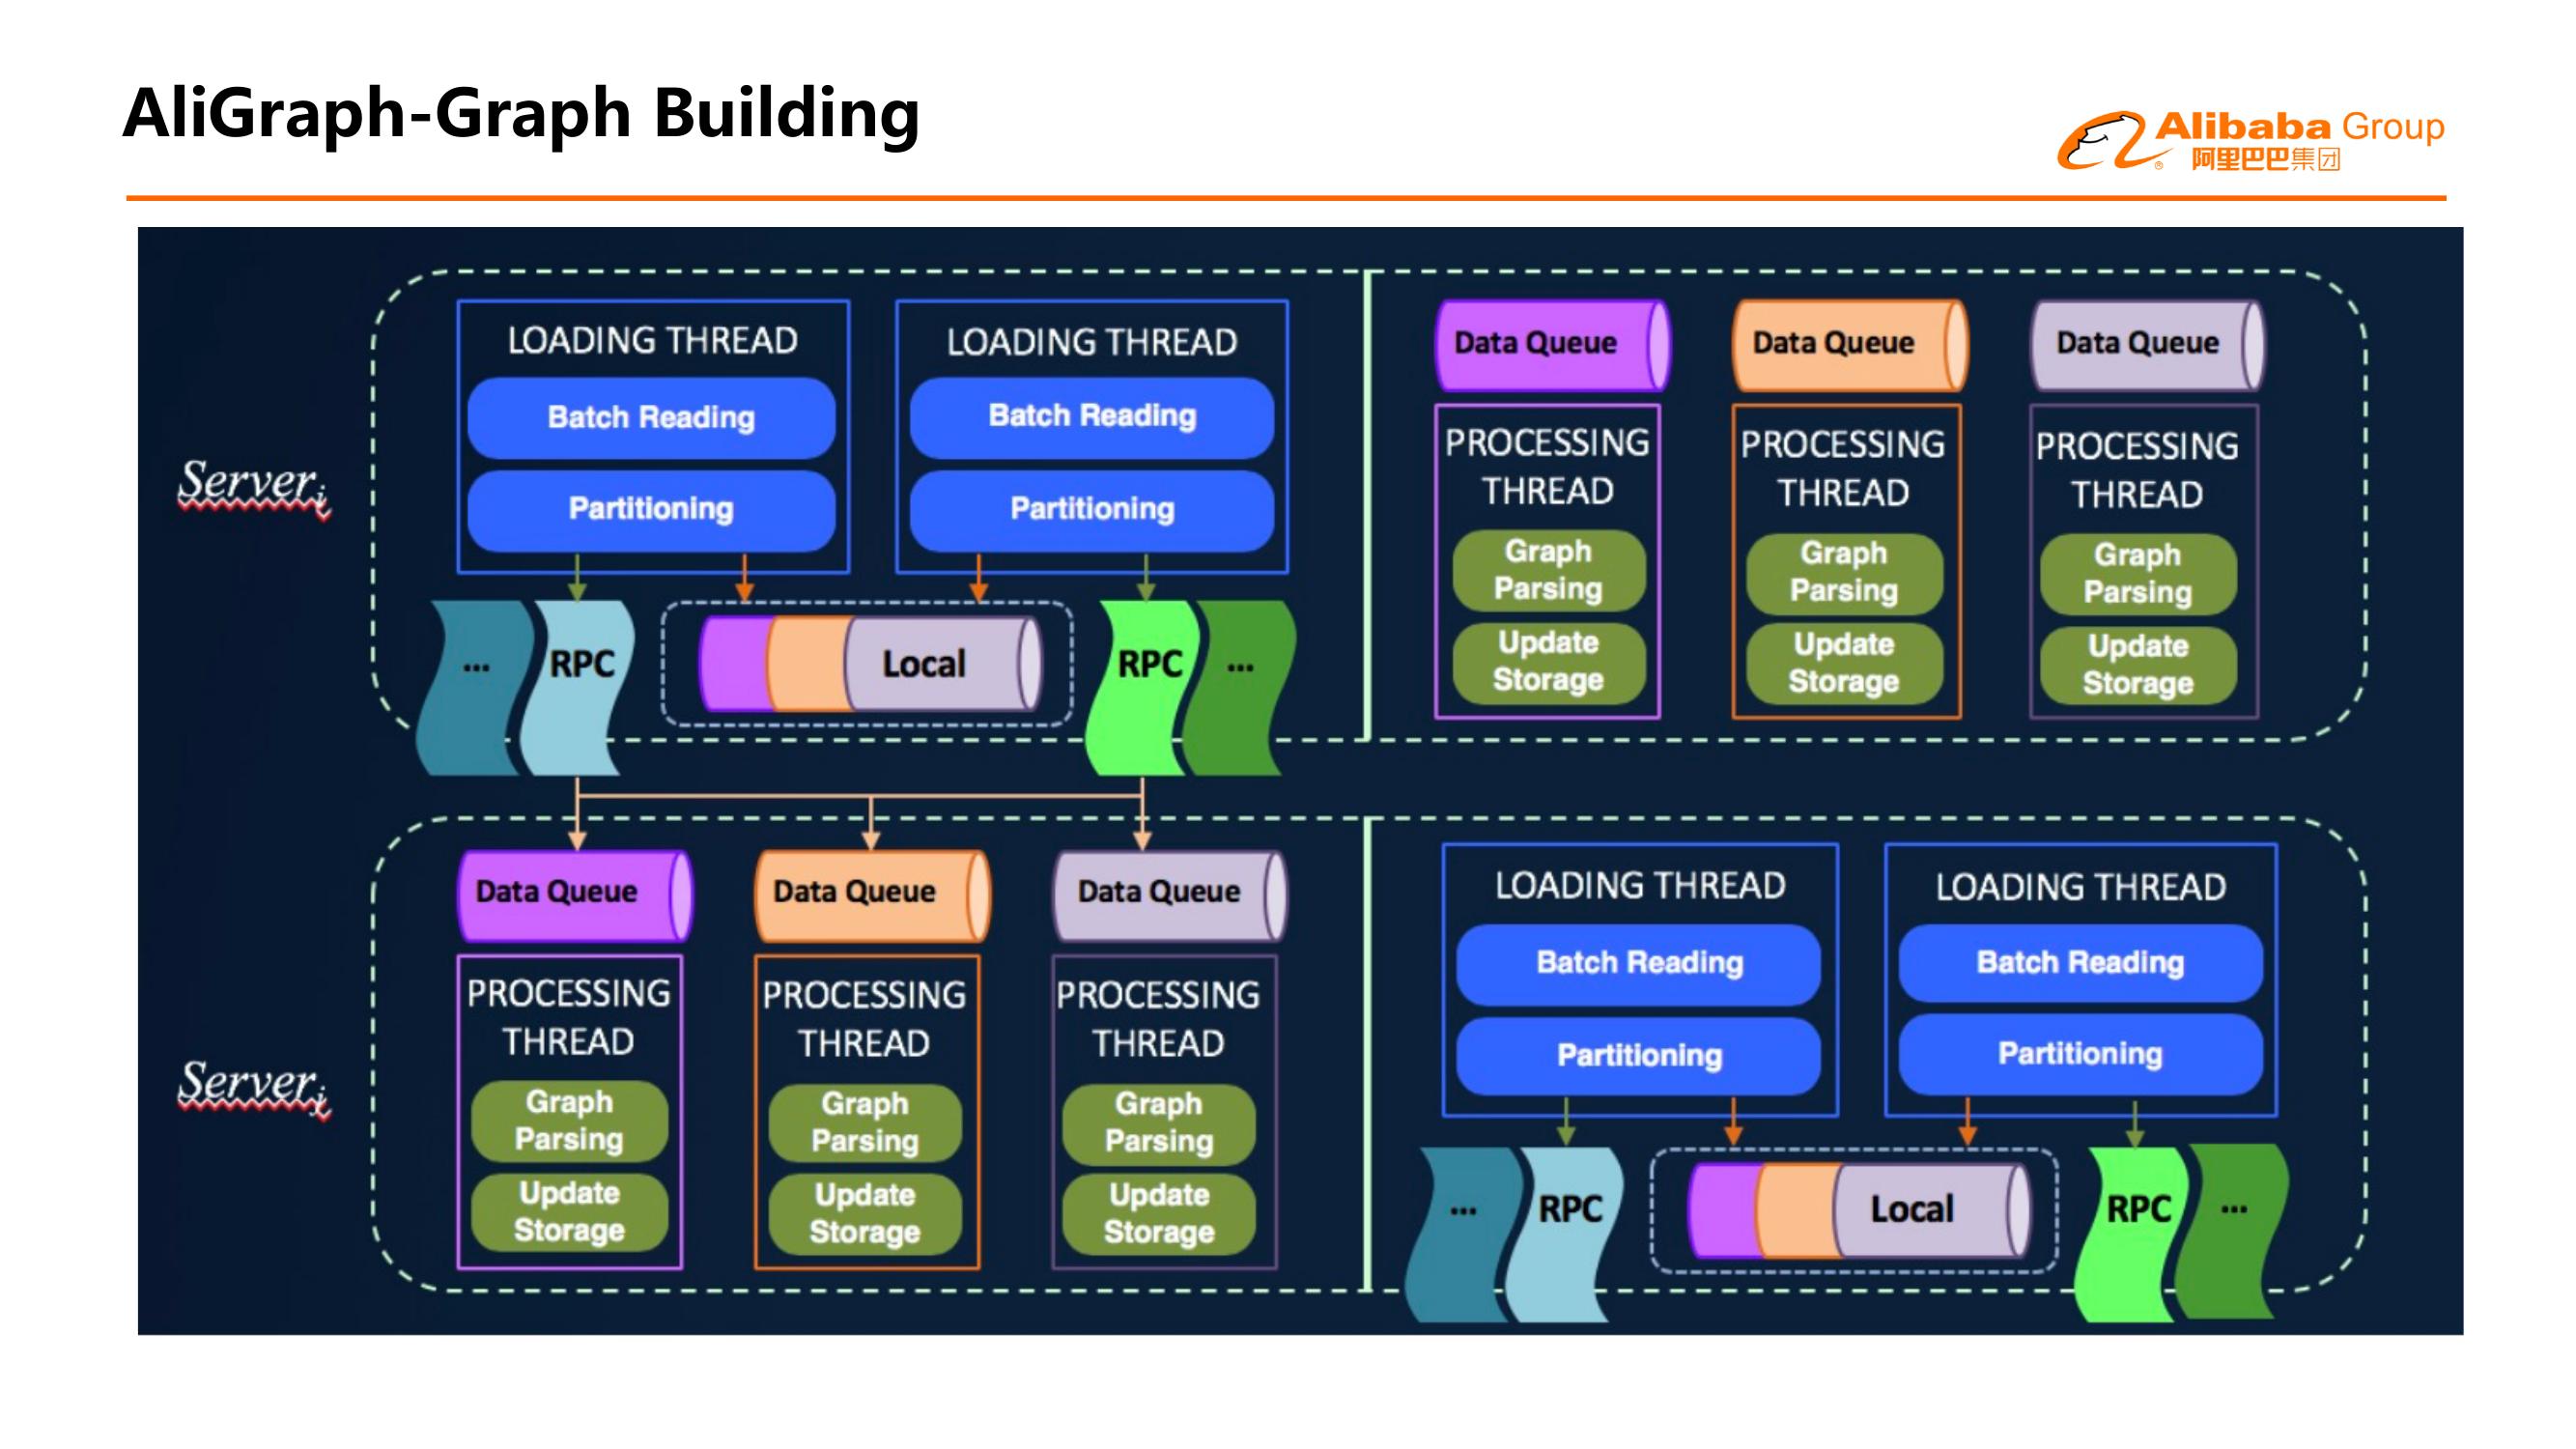 AliGraph-Graph Building
Alibaba Group
阿里巴巴集团
®
Server i
LOADING THREAD
Batch Reading
Partitioning
LOADING THREAD
Batch Reading
Partitioning
...
RPC
Local
RPC
...
Data Queue
PROCESSING
THREAD
Graph
Parsing
Update
Storage
Data Queue
PROCESSING
THREAD
Graph
Parsing
Update
Storage
Data Queue
PROCESSING
THREAD
Graph
Parsing
Update
Storage
Server j
Data Queue
PROCESSING
THREAD
Graph
Parsing
Update
Storage
Data Queue
PROCESSING
THREAD
Graph
Parsing
Update
Storage
Data Queue
PROCESSING
THREAD
Graph
Parsing
Update
Storage
LOADING THREAD
Batch Reading
Partitioning
LOADING THREAD
Batch Reading
Partitioning
...
RPC
Local
RPC
...